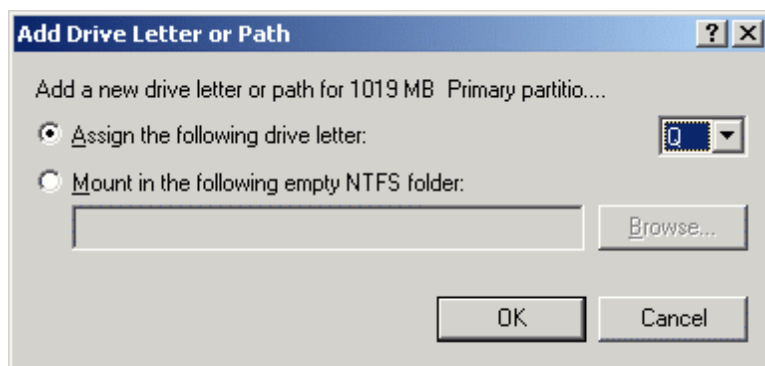 Add Drive Letter or Path
Add a new drive letter or path for 1019 MB Primary partitio....
Assign the following drive letter: Q
Mount in the following empty NTFS folder:
Browse...
OK Cancel